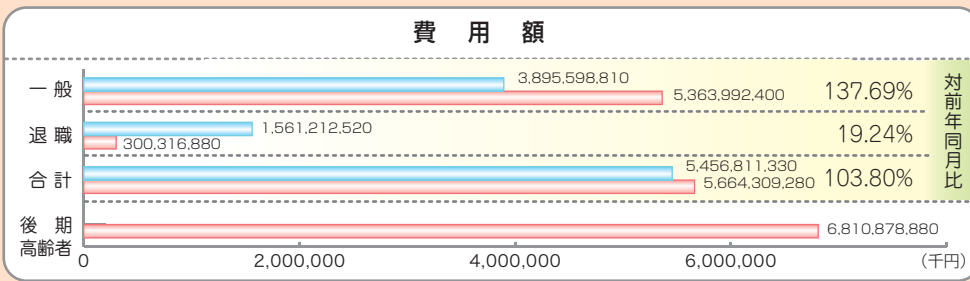 費用額
一般
3,895,598,810
5,363,992,400
137.69%
退職
1,561,212,520
300,316,880
19.24%
合計
5,456,811,330
5,664,309,280
103.80%
対前年同月比
後期
高齢者
6,810,878,880
0
2,000,000
4,000,000
6,000,000
(千円)